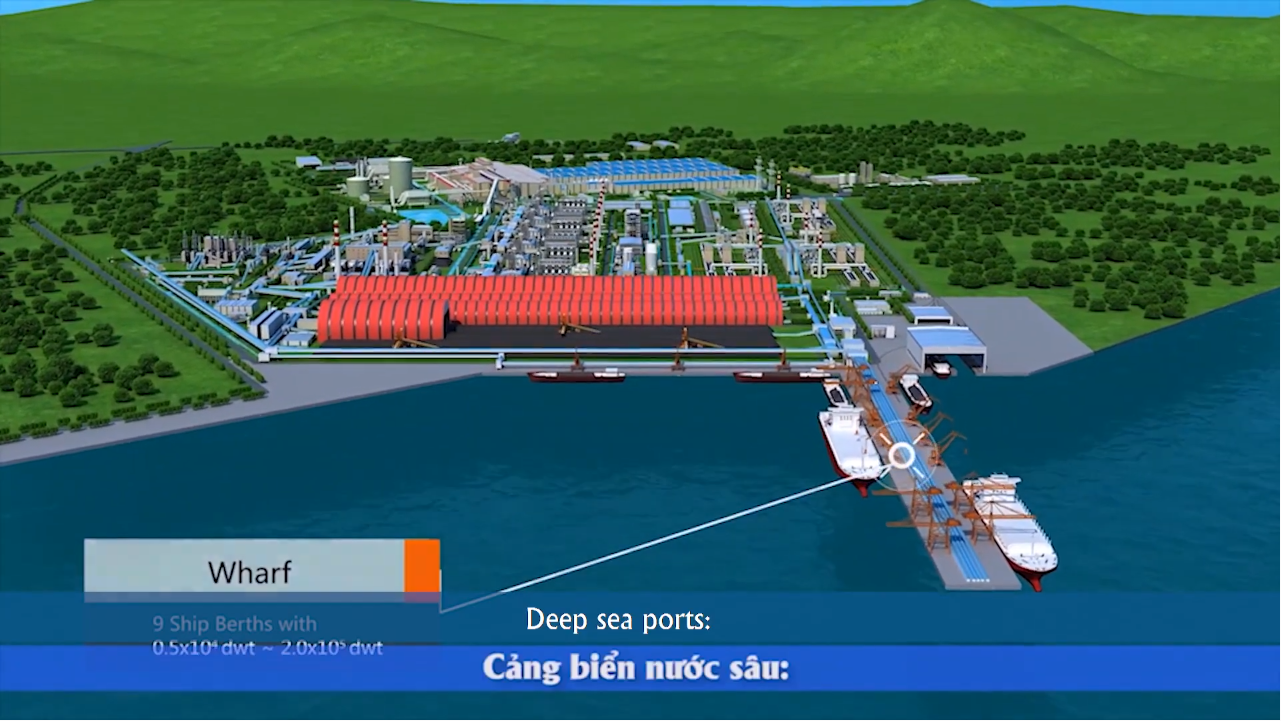 Wharf
9 Ship Berths with
0.5x10⁴ dwt ~ 2.0x10⁵ dwt
Deep sea ports:
Cảng biển nước sâu: